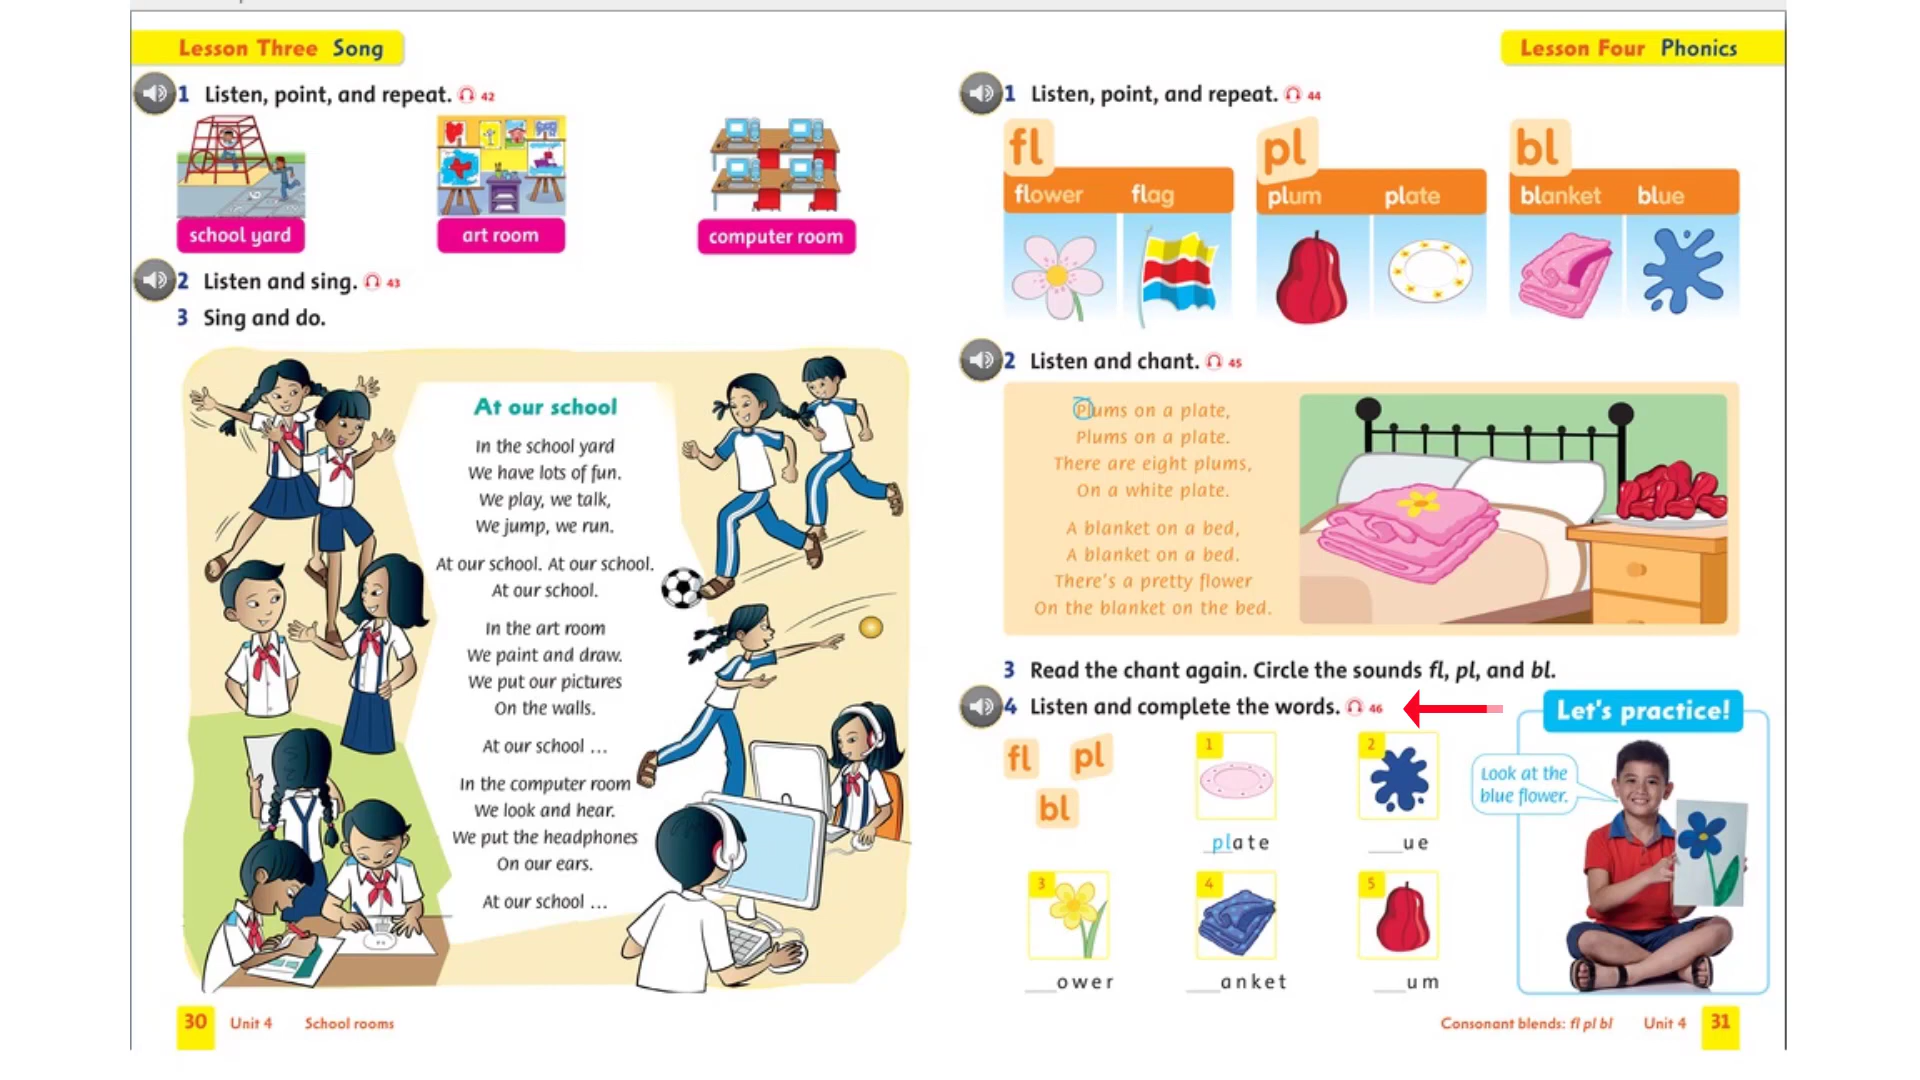 Lesson Three Song
1 Listen, point, and repeat. 42
school yard
art room
computer room
2 Listen and sing. 43
3 Sing and do.
At our school
In the school yard
We have lots of fun.
We play, we talk,
We jump, we run.
At our school. At our school.
At our school.
In the art room
We paint and draw.
We put our pictures
On the walls.
At our school ...
In the computer room
We look and hear.
We put the headphones
On our ears.
At our school ...
30 Unit 4 School rooms
Lesson Four Phonics
1 Listen, point, and repeat. 44
fl
flower flag
pl
plum plate
bl
blanket blue
2 Listen and chant. 45
Plums on a plate,
Plums on a plate.
There are eight plums,
On a white plate.
A blanket on a bed,
A blanket on a bed.
There's a pretty flower
On the blanket on the bed.
3 Read the chant again. Circle the sounds fl, pl, and bl.
4 Listen and complete the words. 46
fl pl
bl
1
plate
2
___ue
3
___ower
4
___anket
5
___um
Let's practice!
Look at the
blue flower.
Consonant blends: fl pl bl Unit 4 31